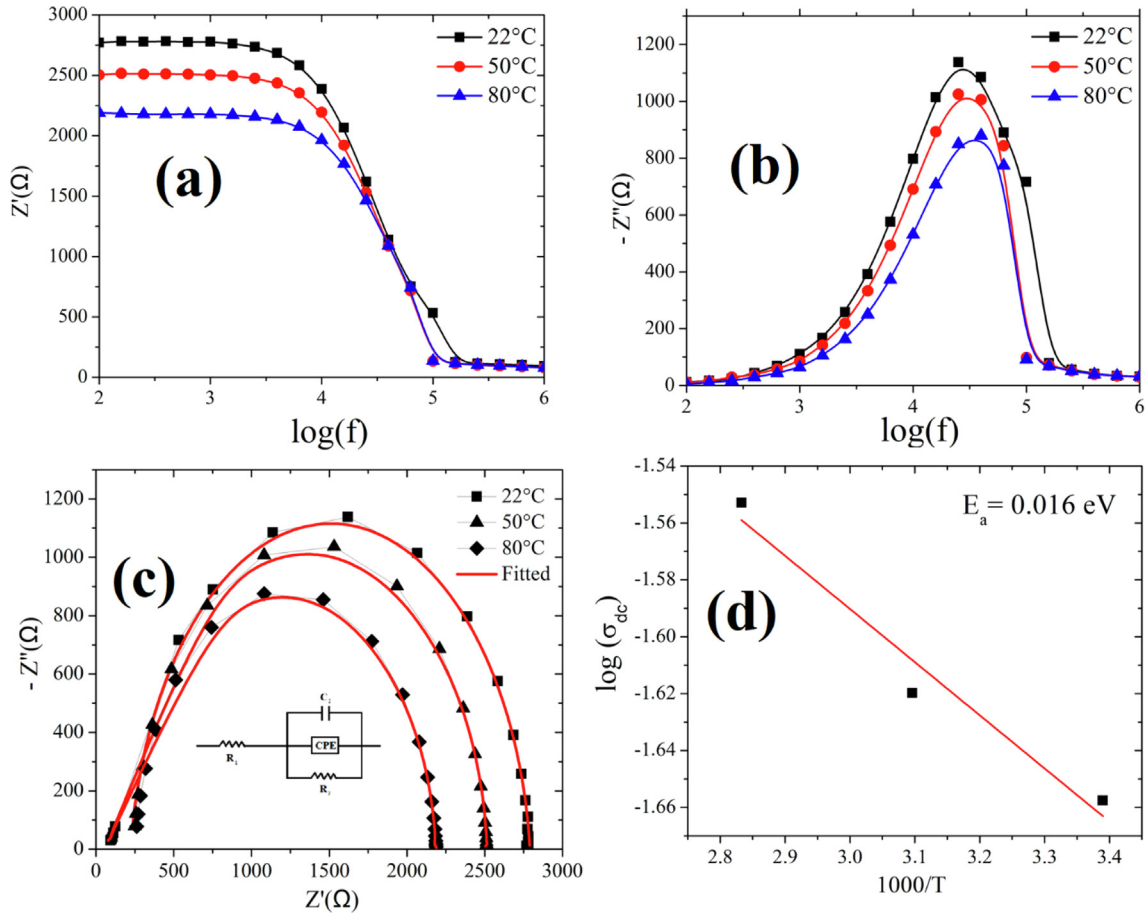 3000
2500
2000
1500
1000
500
0
Z'(Ω)
22°C
50°C
80°C
(a)
2 3 4 5 6
log(f)
1200
1000
800
600
400
200
0
- Z"(Ω)
22°C
50°C
80°C
(b)
2 3 4 5 6
log(f)
1200
1000
800
600
400
200
0
- Z"(Ω)
22°C
50°C
80°C
Fitted
(c)
C₂
CPE
R₁
0 500 1000 1500 2000 2500 3000
Z'(Ω)
-1.54
-1.56
-1.58
-1.60
-1.62
-1.64
-1.66
log (σdc)
Eₐ= 0.016 eV
(d)
2.8 2.9 3.0 3.1 3.2 3.3 3.4
1000/T